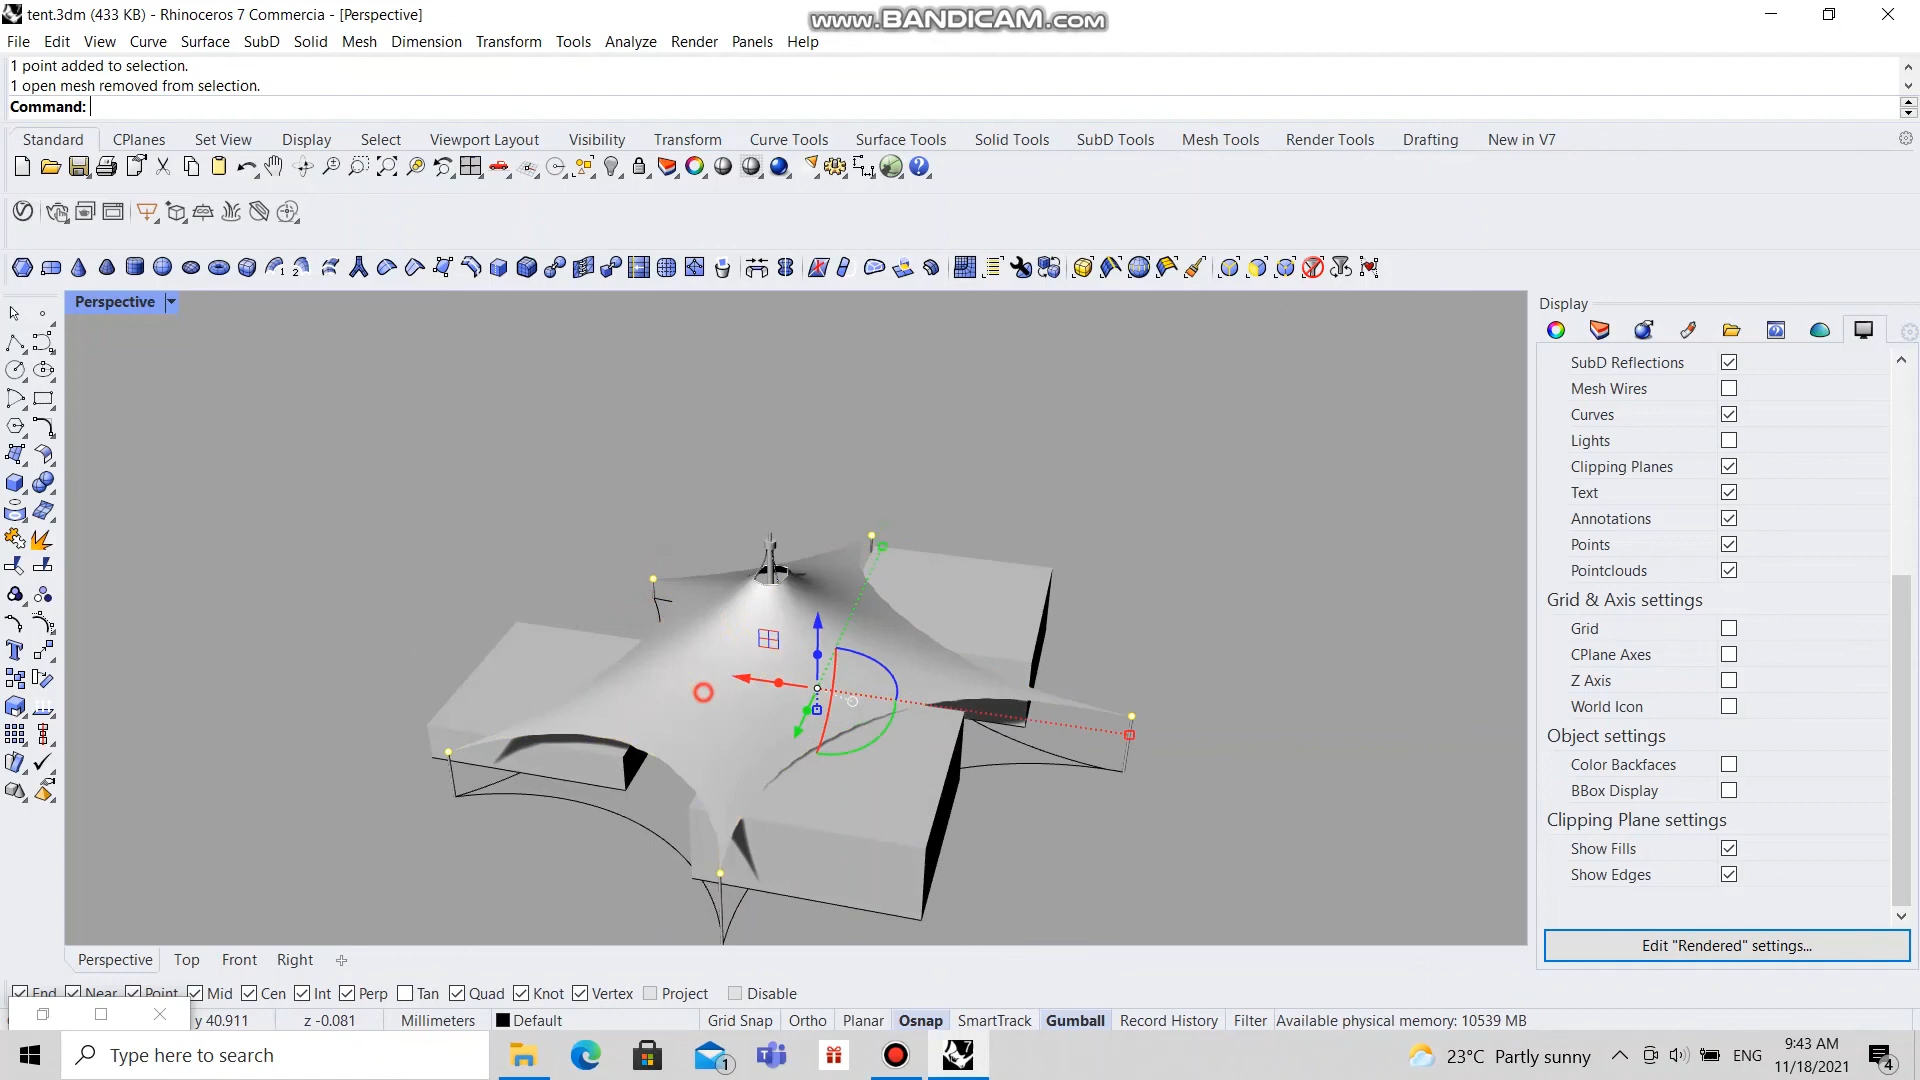 tent.3dm (433 KB) - Rhinoceros 7 Commercia - [Perspective]
www.BANDICAM.com
File Edit View Curve Surface SubD Solid Mesh Dimension Transform Tools Analyze Render Panels Help
1 point added to selection.
1 open mesh removed from selection.
Command:
Standard CPlanes Set View Display Select Viewport Layout Visibility Transform Curve Tools Surface Tools Solid Tools SubD Tools Mesh Tools Render Tools Drafting New in V7
Perspective
Display
SubD Reflections
Mesh Wires
Curves
Lights
Clipping Planes
Text
Annotations
Points
Pointclouds
Grid & Axis settings
Grid
CPlane Axes
Z Axis
World Icon
Object settings
Color Backfaces
BBox Display
Clipping Plane settings
Show Fills
Show Edges
Edit "Rendered" settings...
Perspective Top Front Right
End Near Point Mid Cen Int Perp Tan Quad Knot Vertex Project Disable
y 40.911 z -0.081 Millimeters Default Grid Snap Ortho Planar Osnap SmartTrack Gumball Record History Filter Available physical memory: 10539 MB
Type here to search
1
7
23°C Partly sunny
ENG
9:43 AM
11/18/2021
4